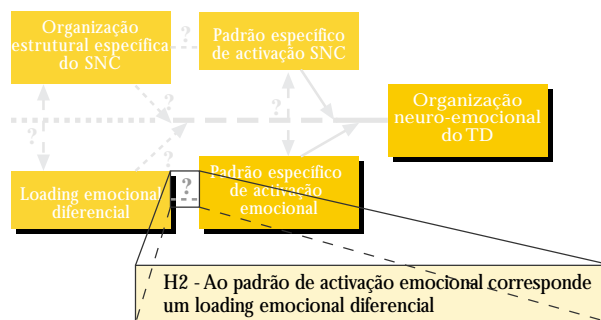 Organização
estrutural específica
do SNC
?
Padrão específico
de activação SNC
?
?
?
?
Organização
neuro-emocional
do TD
Loading emocional
diferencial
?
Padrão específico
de activação
emocional
H2 - Ao padrão de activação emocional corresponde
um loading emocional diferencial